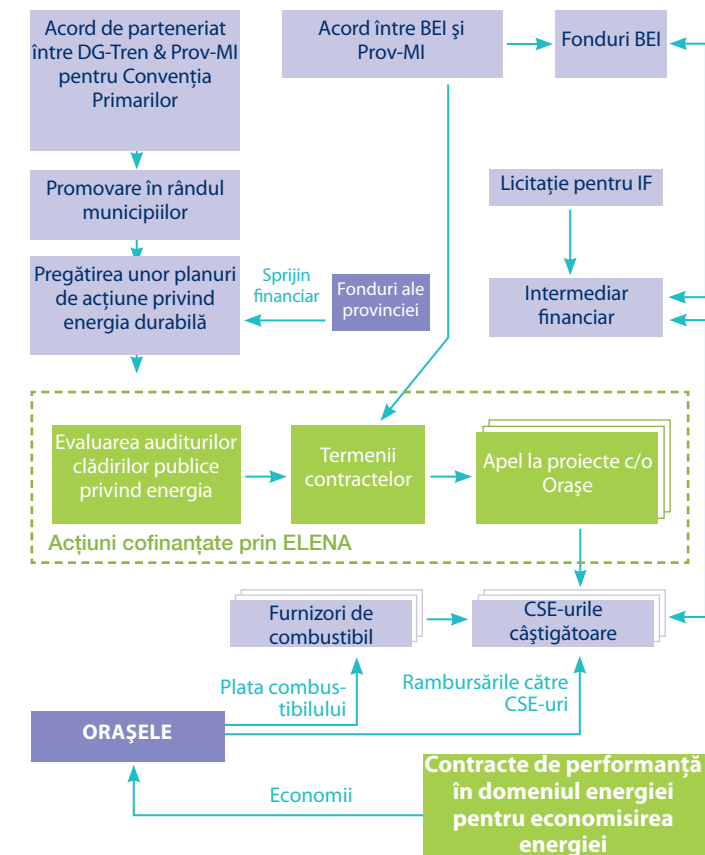 Acord de parteneriat
între DG-Tren & Prov-MI
pentru Convenția
Primarilor
Acord între BEI şi
Prov-MI
Fonduri BEI
Promovare în rândul
municipiilor
Licitație pentru IF
Pregătirea unor planuri
de acțiune privind
energia durabilă
Sprijin
financiar
Fonduri ale
provinciei
Intermediar
financiar
Evaluarea auditurilor
clădirilor publice
privind energia
Termenii
contractelor
Apel la proiecte c/o
Oraşe
Acțiuni cofinanțate prin ELENA
Furnizori de
combustibil
CSE-urile
câştigătoare
Plata combus-
tibilului
Rambursările către
CSE-uri
ORAŞELE
Economii
Contracte de performanță
în domeniul energiei
pentru economisirea
energiei